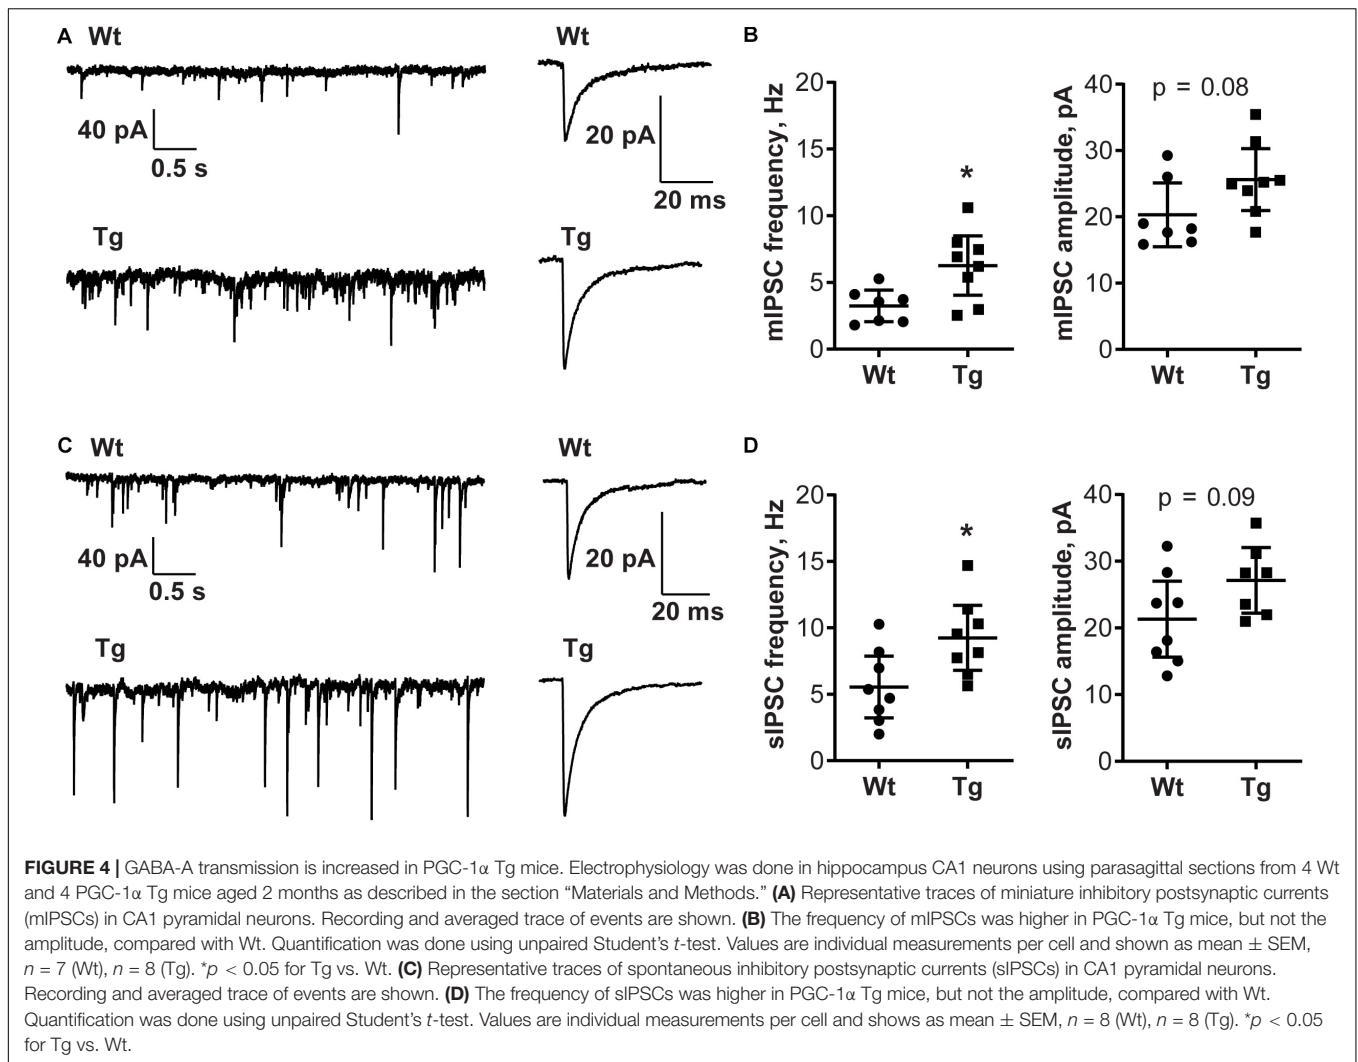 A Wt
Wt
40 pA
0.5 s
20 pA
20 ms
Tg
Tg
B
mIPSC frequency, Hz
20
15
10
5
0
*
Wt Tg
mIPSC amplitude, pA
40
30
20
10
0
p = 0.08
Wt Tg
C Wt
Wt
40 pA
0.5 s
20 pA
20 ms
Tg
Tg
D
sIPSC frequency, Hz
20
15
10
5
0
*
Wt Tg
sIPSC amplitude, pA
40
30
20
10
0
p = 0.09
Wt Tg
FIGURE 4 | GABA-A transmission is increased in PGC-1α Tg mice. Electrophysiology was done in hippocampus CA1 neurons using parasagittal sections from 4 Wt
and 4 PGC-1α Tg mice aged 2 months as described in the section “Materials and Methods.” (A) Representative traces of miniature inhibitory postsynaptic currents
(mIPSCs) in CA1 pyramidal neurons. Recording and averaged trace of events are shown. (B) The frequency of mIPSCs was higher in PGC-1α Tg mice, but not the
amplitude, compared with Wt. Quantification was done using unpaired Student’s t-test. Values are individual measurements per cell and shown as mean ± SEM,
n = 7 (Wt), n = 8 (Tg). *p < 0.05 for Tg vs. Wt. (C) Representative traces of spontaneous inhibitory postsynaptic currents (sIPSCs) in CA1 pyramidal neurons.
Recording and averaged trace of events are shown. (D) The frequency of sIPSCs was higher in PGC-1α Tg mice, but not the amplitude, compared with Wt.
Quantification was done using unpaired Student’s t-test. Values are individual measurements per cell and shows as mean ± SEM, n = 8 (Wt), n = 8 (Tg). *p < 0.05
for Tg vs. Wt.